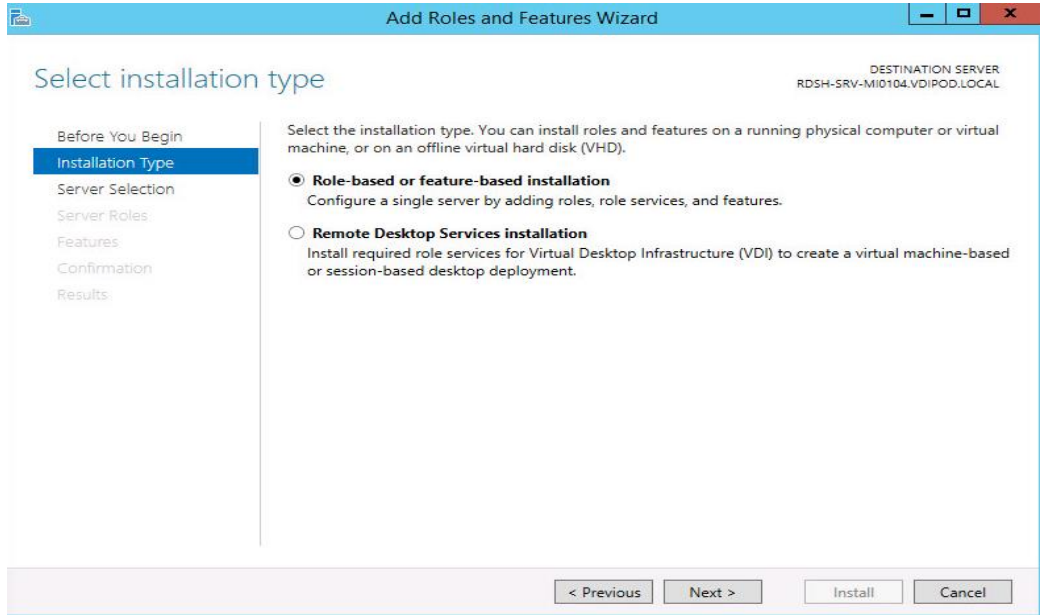 Add Roles and Features Wizard
Select installation type
DESTINATION SERVER
RDSH-SRV-MI0104.VDIPOD.LOCAL
Before You Begin
Installation Type
Server Selection
Server Roles
Features
Confirmation
Results
Select the installation type. You can install roles and features on a running physical computer or virtual
machine, or on an offline virtual hard disk (VHD).
Role-based or feature-based installation
Configure a single server by adding roles, role services, and features.
Remote Desktop Services installation
Install required role services for Virtual Desktop Infrastructure (VDI) to create a virtual machine-based
or session-based desktop deployment.
< Previous
Next >
Install
Cancel